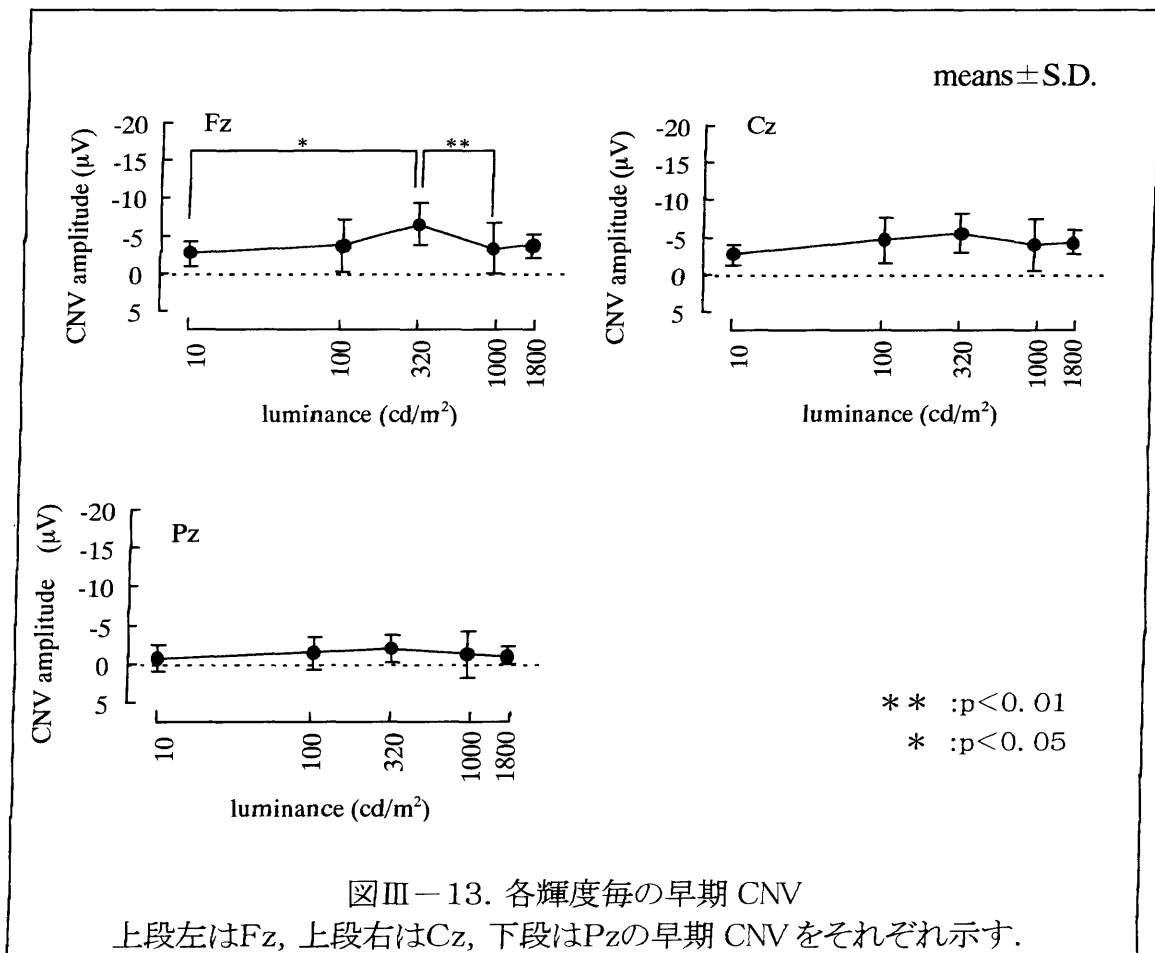 means±S.D.
Fz
CNV amplitude (μV)
-20
-15
-10
-5
0
5
*
**
10
100
320
1000
1800
luminance (cd/m²)
Cz
CNV amplitude (μV)
-20
-15
-10
-5
0
5
10
100
320
1000
1800
luminance (cd/m²)
Pz
CNV amplitude (μV)
-20
-15
-10
-5
0
5
10
100
320
1000
1800
luminance (cd/m²)
** :p<0.01
* :p<0.05
図Ⅲ−13. 各輝度毎の早期 CNV
上段左はFz, 上段右はCz, 下段はPzの早期 CNVをそれぞれ示す.